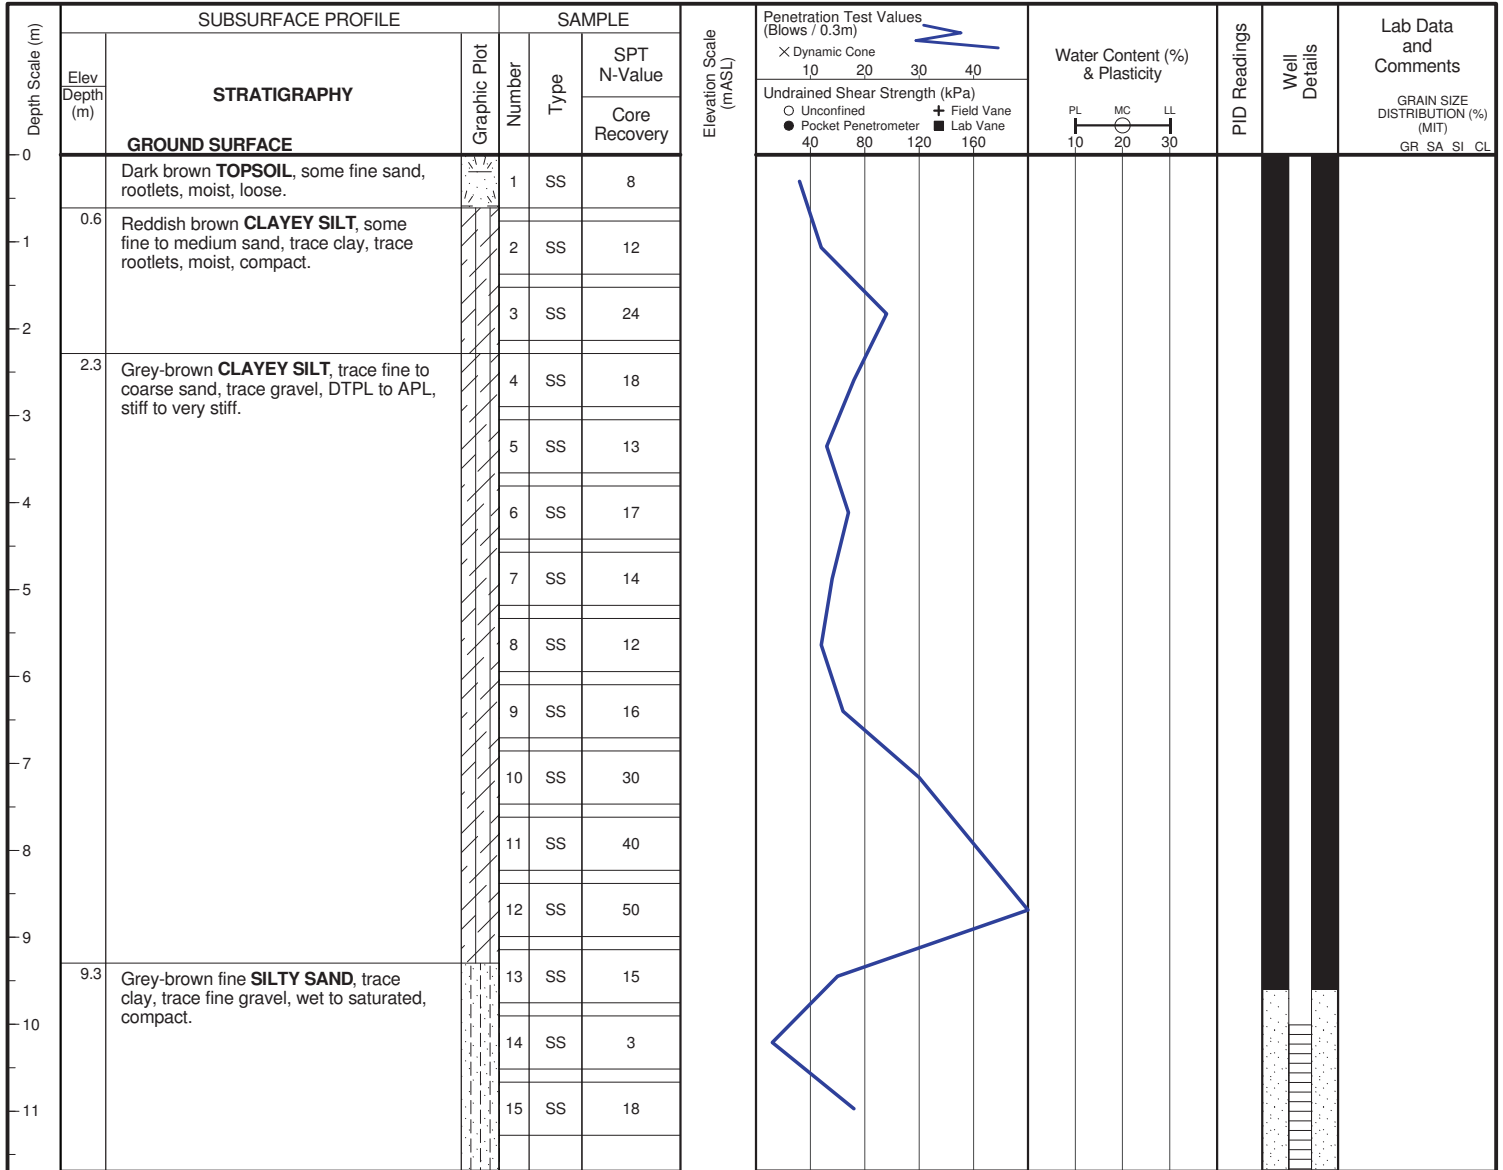 SUBSURFACE PROFILE
SAMPLE
Depth Scale (m)
Elev
Depth
(m)
STRATIGRAPHY
GROUND SURFACE
Graphic Plot
Number
Type
SPT
N-Value
Core
Recovery
Elevation Scale
(mASL)
Penetration Test Values
(Blows / 0.3m)
Dynamic Cone
10 20 30 40
Undrained Shear Strength (kPa)
Unconfined Field Vane
Pocket Penetrometer Lab Vane
40 80 120 160
Water Content (%)
& Plasticity
PL MC LL
10 20 30
PID Readings
Well
Details
Lab Data
and
Comments
GRAIN SIZE
DISTRIBUTION (%)
(MIT)
GR SA SI CL
0
Dark brown TOPSOIL, some fine sand,
rootlets, moist, loose.
1 SS 8
0.6
Reddish brown CLAYEY SILT, some
fine to medium sand, trace clay, trace
rootlets, moist, compact.
1
2 SS 12
3 SS 24
2
2.3
Grey-brown CLAYEY SILT, trace fine to
coarse sand, trace gravel, DTPL to APL,
stiff to very stiff.
4 SS 18
3
5 SS 13
4
6 SS 17
7 SS 14
5
8 SS 12
6
9 SS 16
7
10 SS 30
11 SS 40
8
12 SS 50
9
9.3
Grey-brown fine SILTY SAND, trace
clay, trace fine gravel, wet to saturated,
compact.
13 SS 15
10
14 SS 3
15 SS 18
11